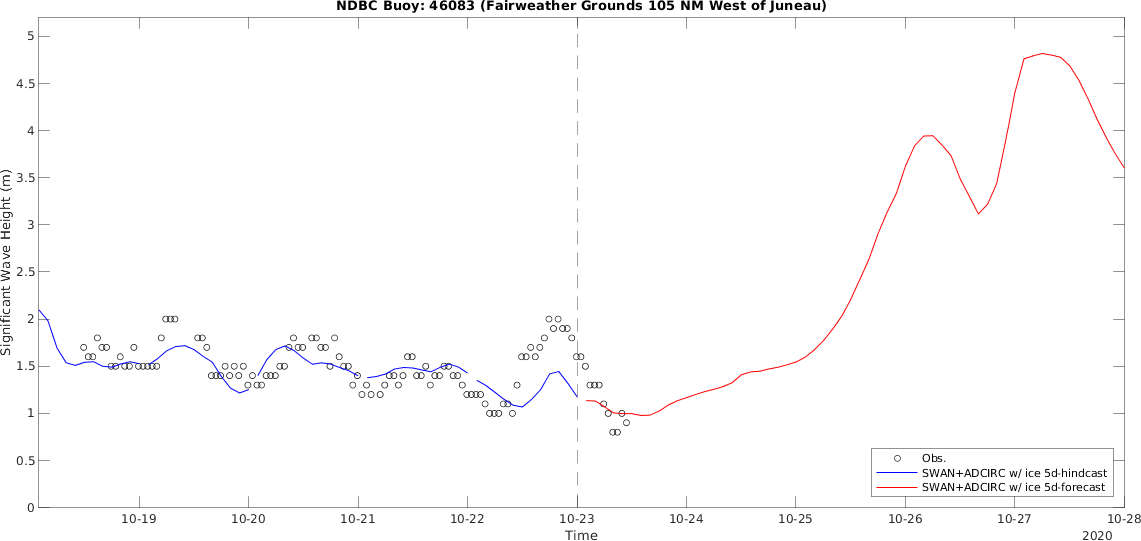 NDBC Buoy: 46083 (Fairweather Grounds 105 NM West of Juneau)
5
4.5
4
3.5
3
2.5
2
1.5
1
0.5
0
Significant Wave Height (m)
Obs.
SWAN+ADCIRC w/ ice 5d-hindcast
SWAN+ADCIRC w/ ice 5d-forecast
10-19 10-20 10-21 10-22 10-23 10-24 10-25 10-26 10-27 10-28
Time
2020